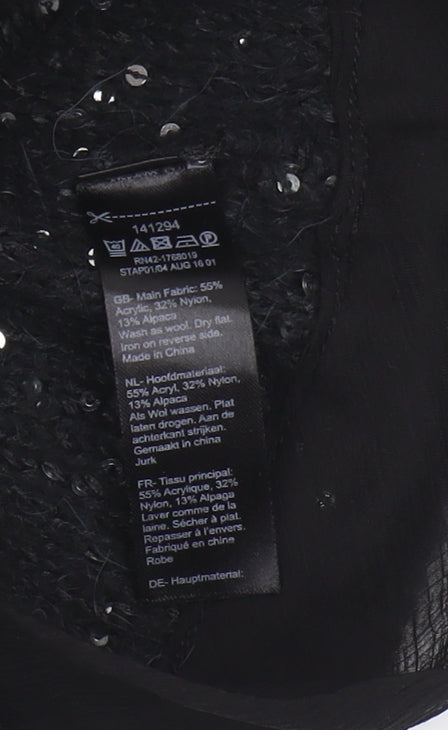 141294
RN42-1768019
STAP01/04 AUG 16 01
GB- Main Fabric: 55%
Acrylic, 32% Nylon,
13% Alpaca
Wash as wool. Dry flat.
Iron on reverse side.
Made in China
NL- Hoofdmateriaal:
55% Acryl, 32% Nylon,
13% Alpaca
Als Wol wassen. Plat
laten drogen. Aan de
achterkant strijken.
Gemaakt in china
Jurk
FR- Tissu principal:
55% Acrylique, 32%
Nylon, 13% Alpaga
Laver comme de la
laine. Sécher à plat.
Repasser à l'envers.
Fabriqué en chine
Robe
DE- Hauptmaterial: